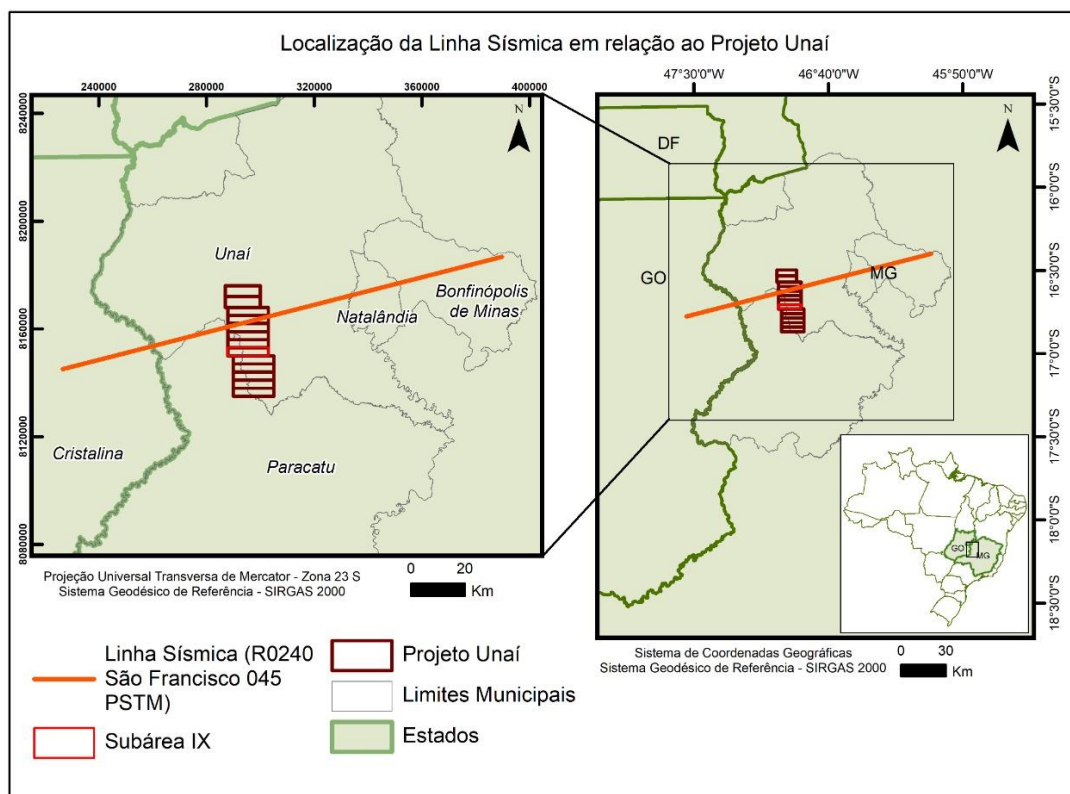 Localização da Linha Sísmica em relação ao Projeto Unaí
240000 280000 320000 360000 400000
8240000
8200000
8160000
8120000
8080000
N
Unaí
Natalândia
Bonfinópolis
de Minas
Cristalina
Paracatu
Projeção Universal Transversa de Mercator - Zona 23 S
Sistema Geodésico de Referência - SIRGAS 2000
0 20
Km
47°30'0"W 46°40'0"W 45°50'0"W
15°30'0"S
16°0'0"S
16°30'0"S
17°0'0"S
17°30'0"S
18°0'0"S
18°30'0"S
N
DF
GO
MG
GO
MG
Sistema de Coordenadas Geográficas
Sistema Geodésico de Referência - SIRGAS 2000
0 30
Km
Linha Sísmica (R0240
São Francisco 045
PSTM)
Subárea IX
Projeto Unaí
Limites Municipais
Estados